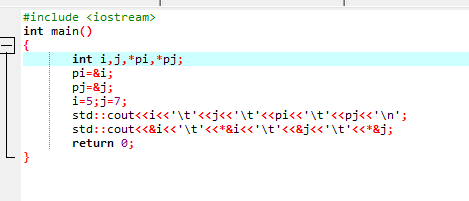 #include <iostream>
int main()
{
int i,j,*pi,*pj;
pi=&i;
pj=&j;
i=5;j=7;
std::cout<<i<<'\t'<<j<<'\t'<<pi<<'\t'<<pj<<'\n';
std::cout<<&i<<'\t'<<*&i<<'\t'<<&j<<'\t'<<*&j;
return 0;
}